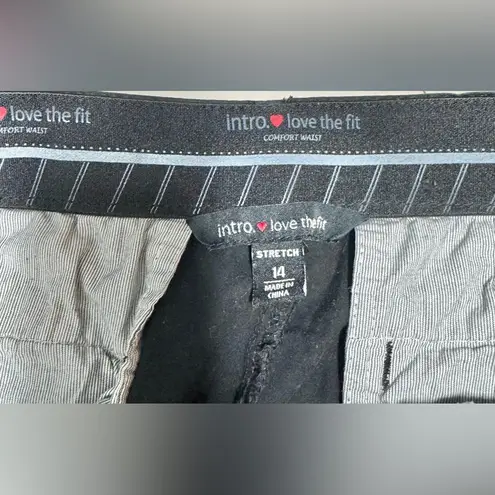 love the fit
COMFORT WAIST
intro. love the fit
COMFORT WAIST
intro. love the fit
STRETCH
14
MADE IN
CHINA